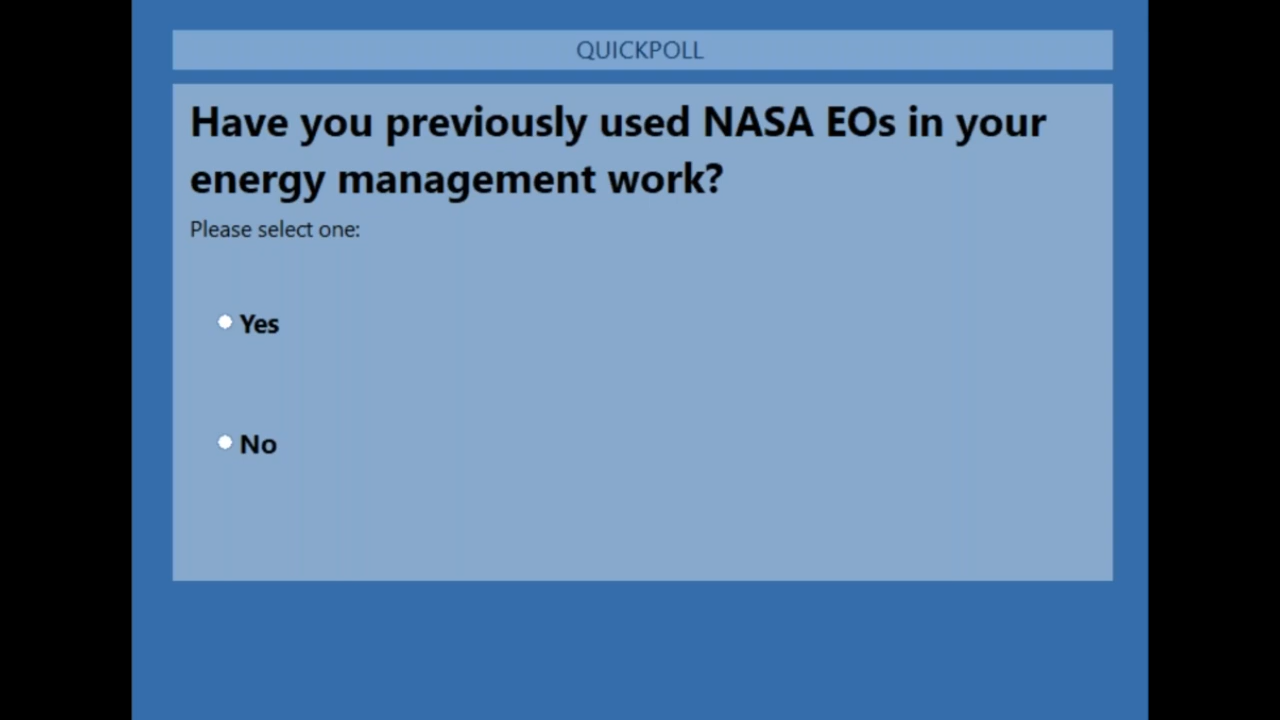 QUICKPOLL
Have you previously used NASA EOs in your
energy management work?
Please select one:
Yes
No